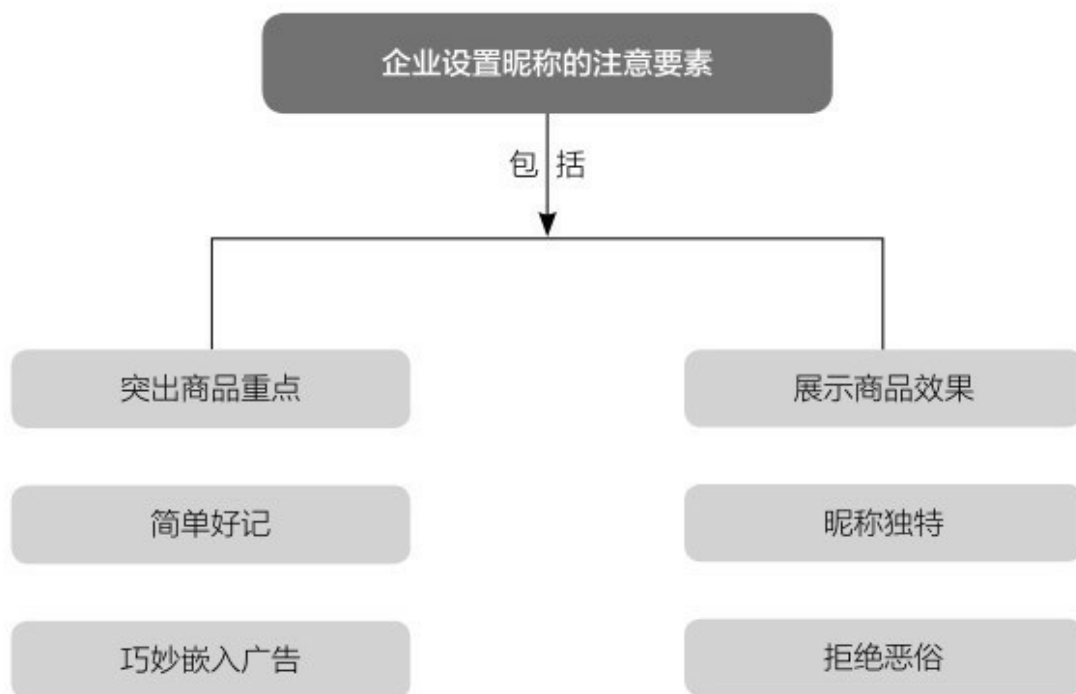 企业设置昵称的注意要素
包括
突出商品重点
展示商品效果
简单好记
昵称独特
巧妙嵌入广告
拒绝恶俗